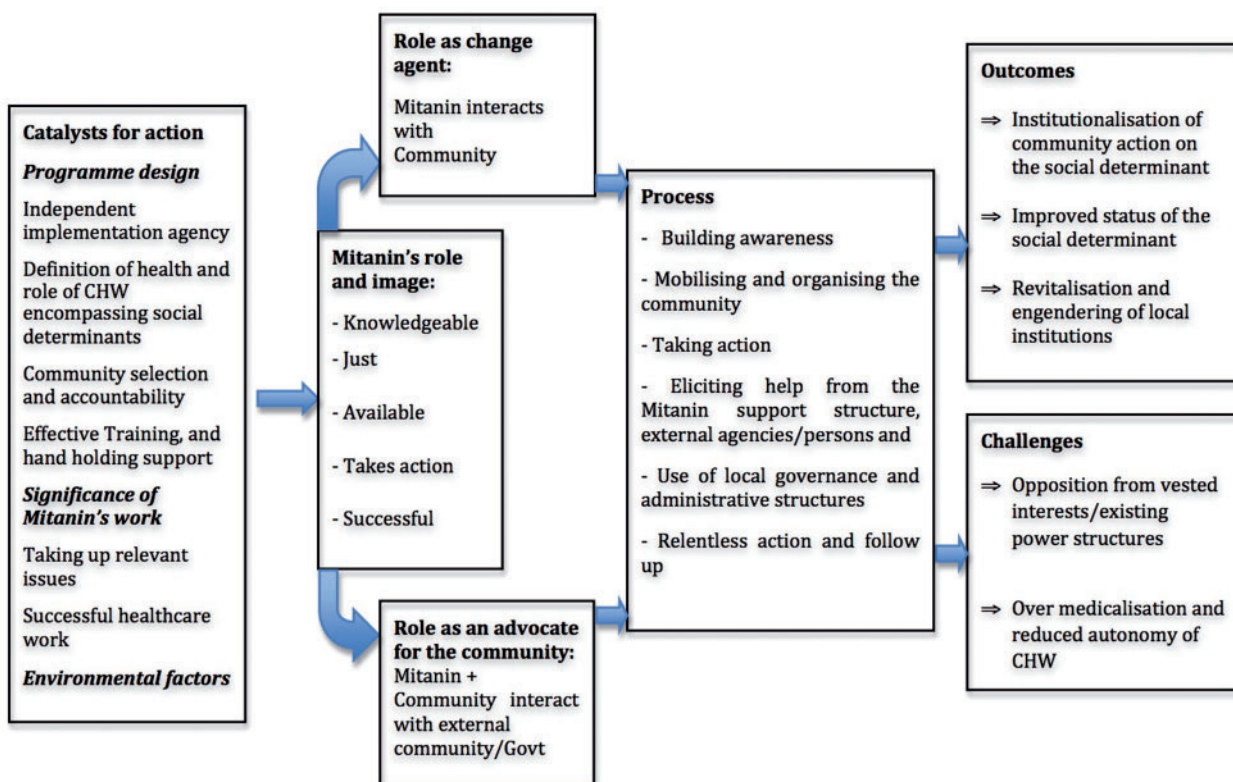 Catalysts for action
Programme design
Independent
implementation agency
Definition of health and
role of CHW
encompassing social
determinants
Community selection
and accountability
Effective Training, and
hand holding support
Significance of
Mitanin's work
Taking up relevant
issues
Successful healthcare
work
Environmental factors
Role as change
agent:
Mitanin interacts
with
Community
Mitanin's role
and image:
- Knowledgeable
- Just
- Available
- Takes action
- Successful
Role as an advocate
for the community:
Mitanin +
Community interact
with external
community/Govt
Process
- Building awareness
- Mobilising and organising the
community
- Taking action
- Eliciting help from the
Mitanin support structure,
external agencies/persons and
- Use of local governance and
administrative structures
- Relentless action and follow
up
Outcomes
⇒ Institutionalisation of
community action on
the social determinant
⇒ Improved status of the
social determinant
⇒ Revitalisation and
engendering of local
institutions
Challenges
⇒ Opposition from vested
interests/existing
power structures
⇒ Over medicalisation and
reduced autonomy of
CHW